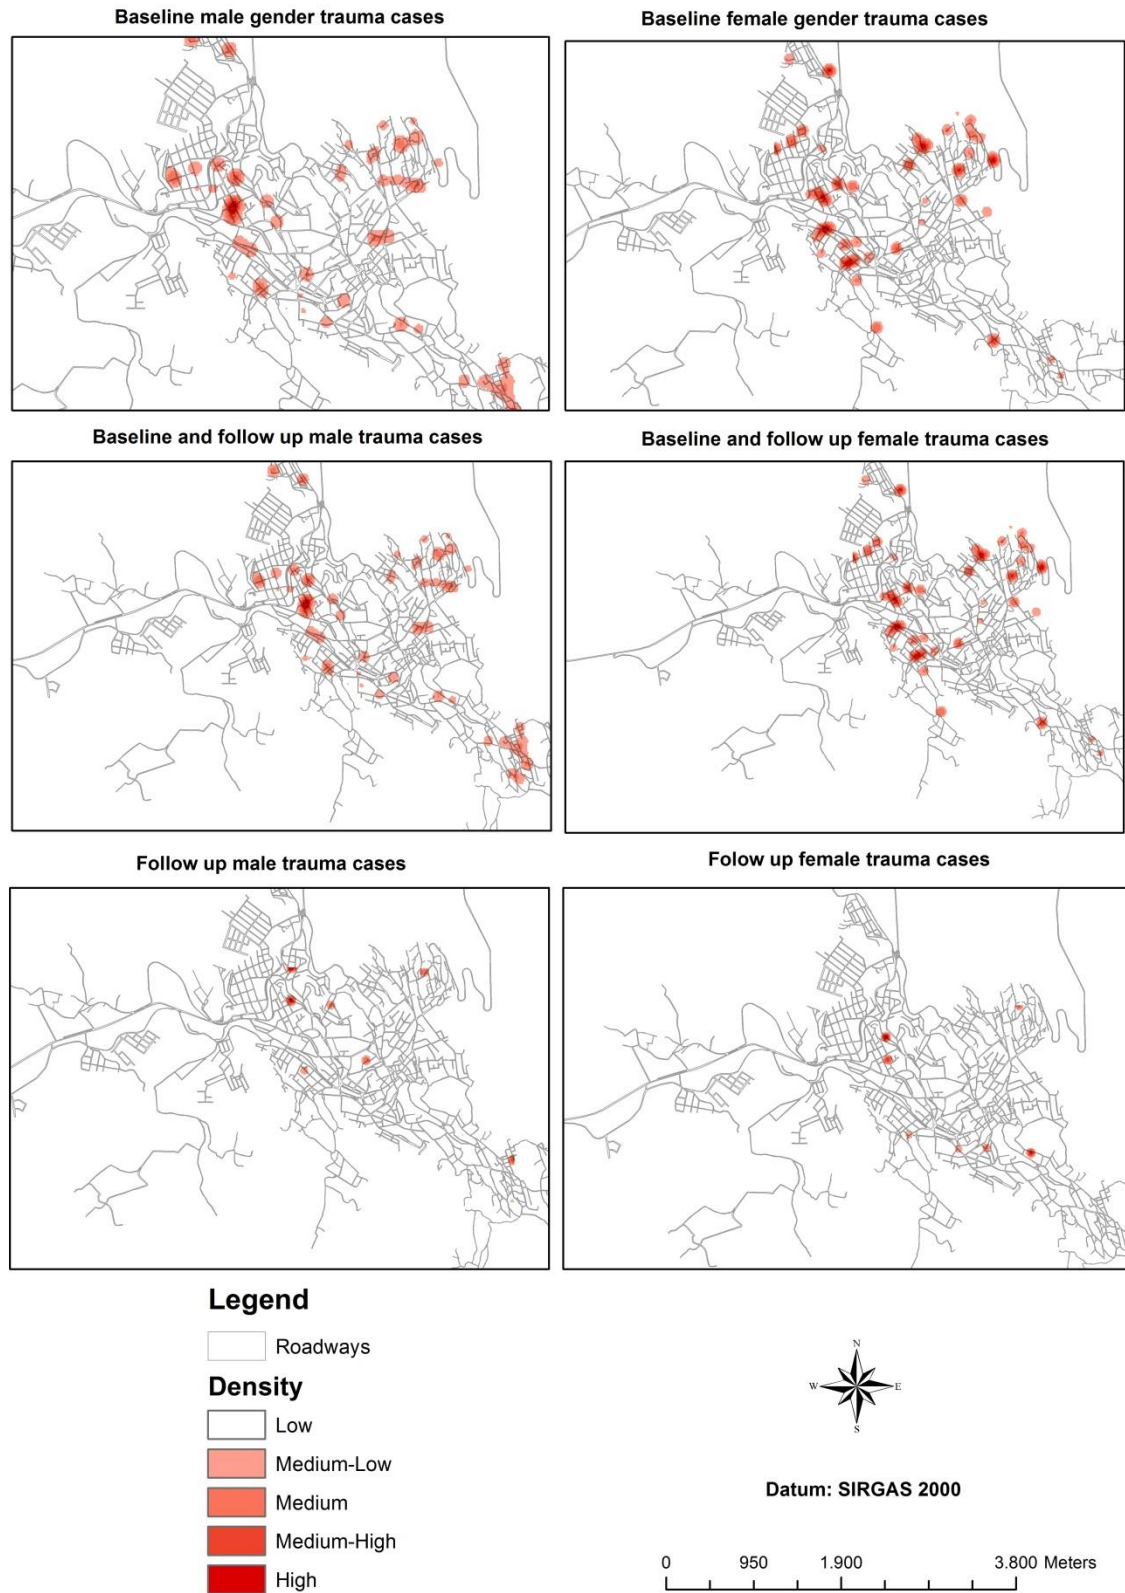 Baseline male gender trauma cases
Baseline female gender trauma cases
Baseline and follow up male trauma cases
Baseline and follow up female trauma cases
Follow up male trauma cases
Folow up female trauma cases
Legend
Roadways
Density
Low
Medium-Low
Medium
Medium-High
High
N
W E
S
Datum: SIRGAS 2000
0 950 1.900 3.800 Meters